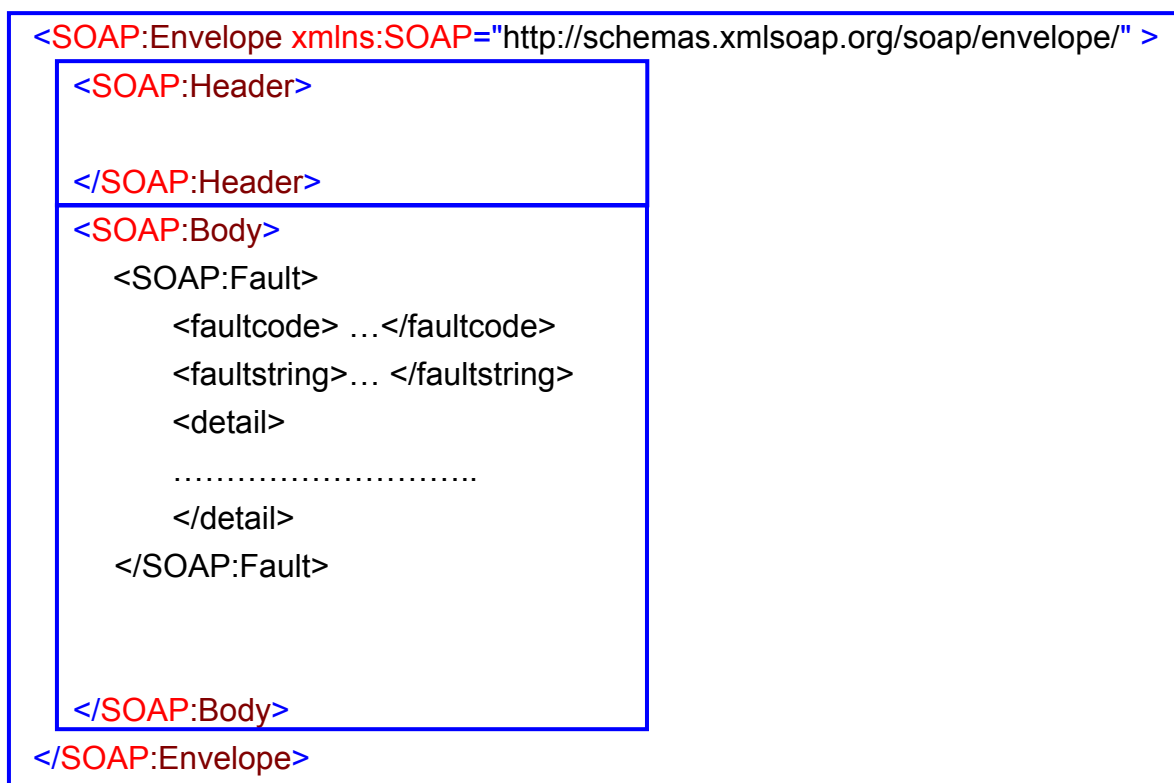 <SOAP:Envelope xmlns:SOAP="http://schemas.xmlsoap.org/soap/envelope/" >
<SOAP:Header>
</SOAP:Header>
<SOAP:Body>
<SOAP:Fault>
<faultcode> …</faultcode>
<faultstring>… </faultstring>
<detail>
…………………………..
</detail>
</SOAP:Fault>
</SOAP:Body>
</SOAP:Envelope>